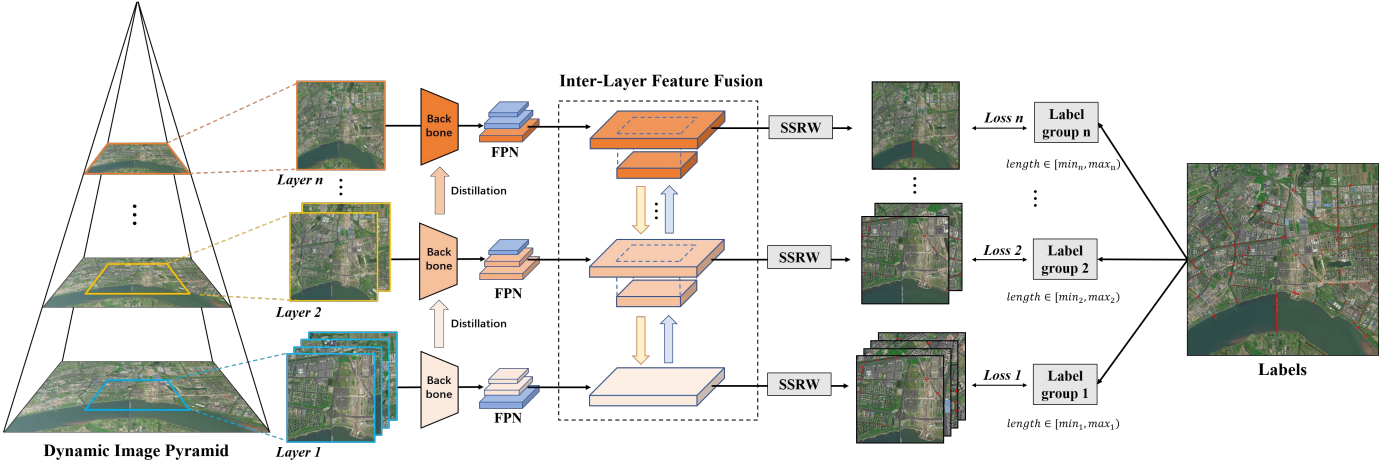 Inter-Layer Feature Fusion
Layer n
Back
bone
FPN
SSRW
Loss n
Label
group n
length ∈ [min_n, max_n)
Distillation
Layer 2
Back
bone
FPN
SSRW
Loss 2
Label
group 2
length ∈ [min_2, max_2)
Distillation
Layer 1
Back
bone
FPN
SSRW
Loss 1
Label
group 1
length ∈ [min_1, max_1)
Labels
Dynamic Image Pyramid